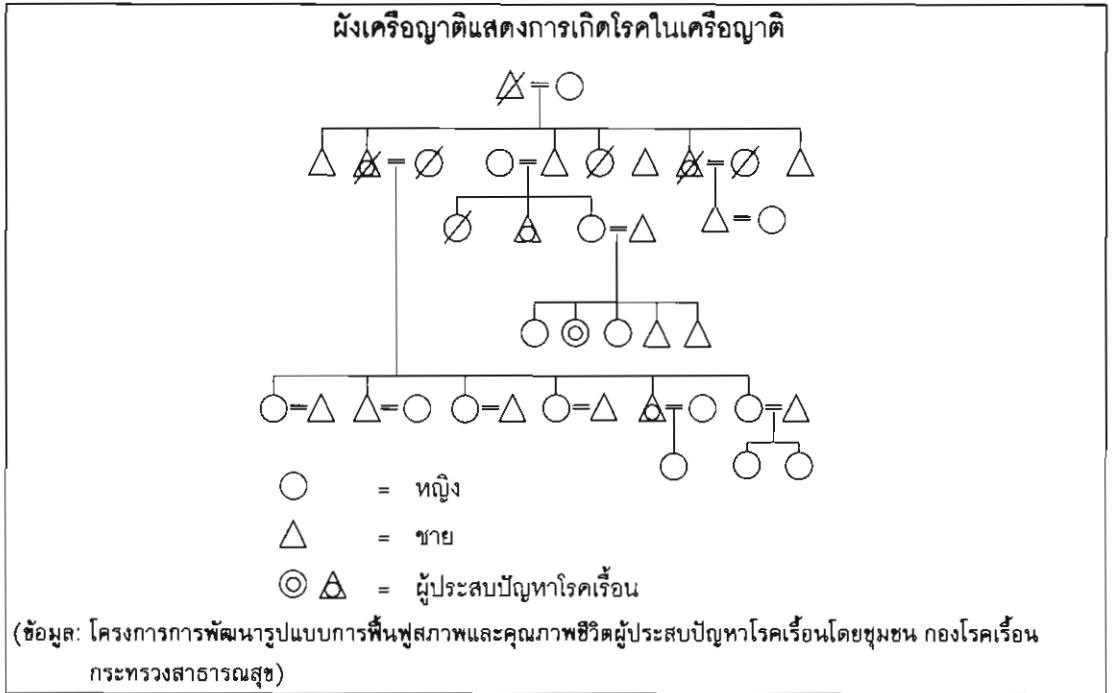 ผังเครือญาติแสดงการเกิดโรคในเครือญาติ
= หญิง
= ชาย
= ผู้ประสบปัญหาโรคเรื้อน
(ข้อมูล: โครงการการพัฒนารูปแบบการฟื้นฟูสภาพและคุณภาพชีวิตผู้ประสบปัญหาโรคเรื้อนโดยชุมชน กองโรคเรื้อน
กระทรวงสาธารณสุข)